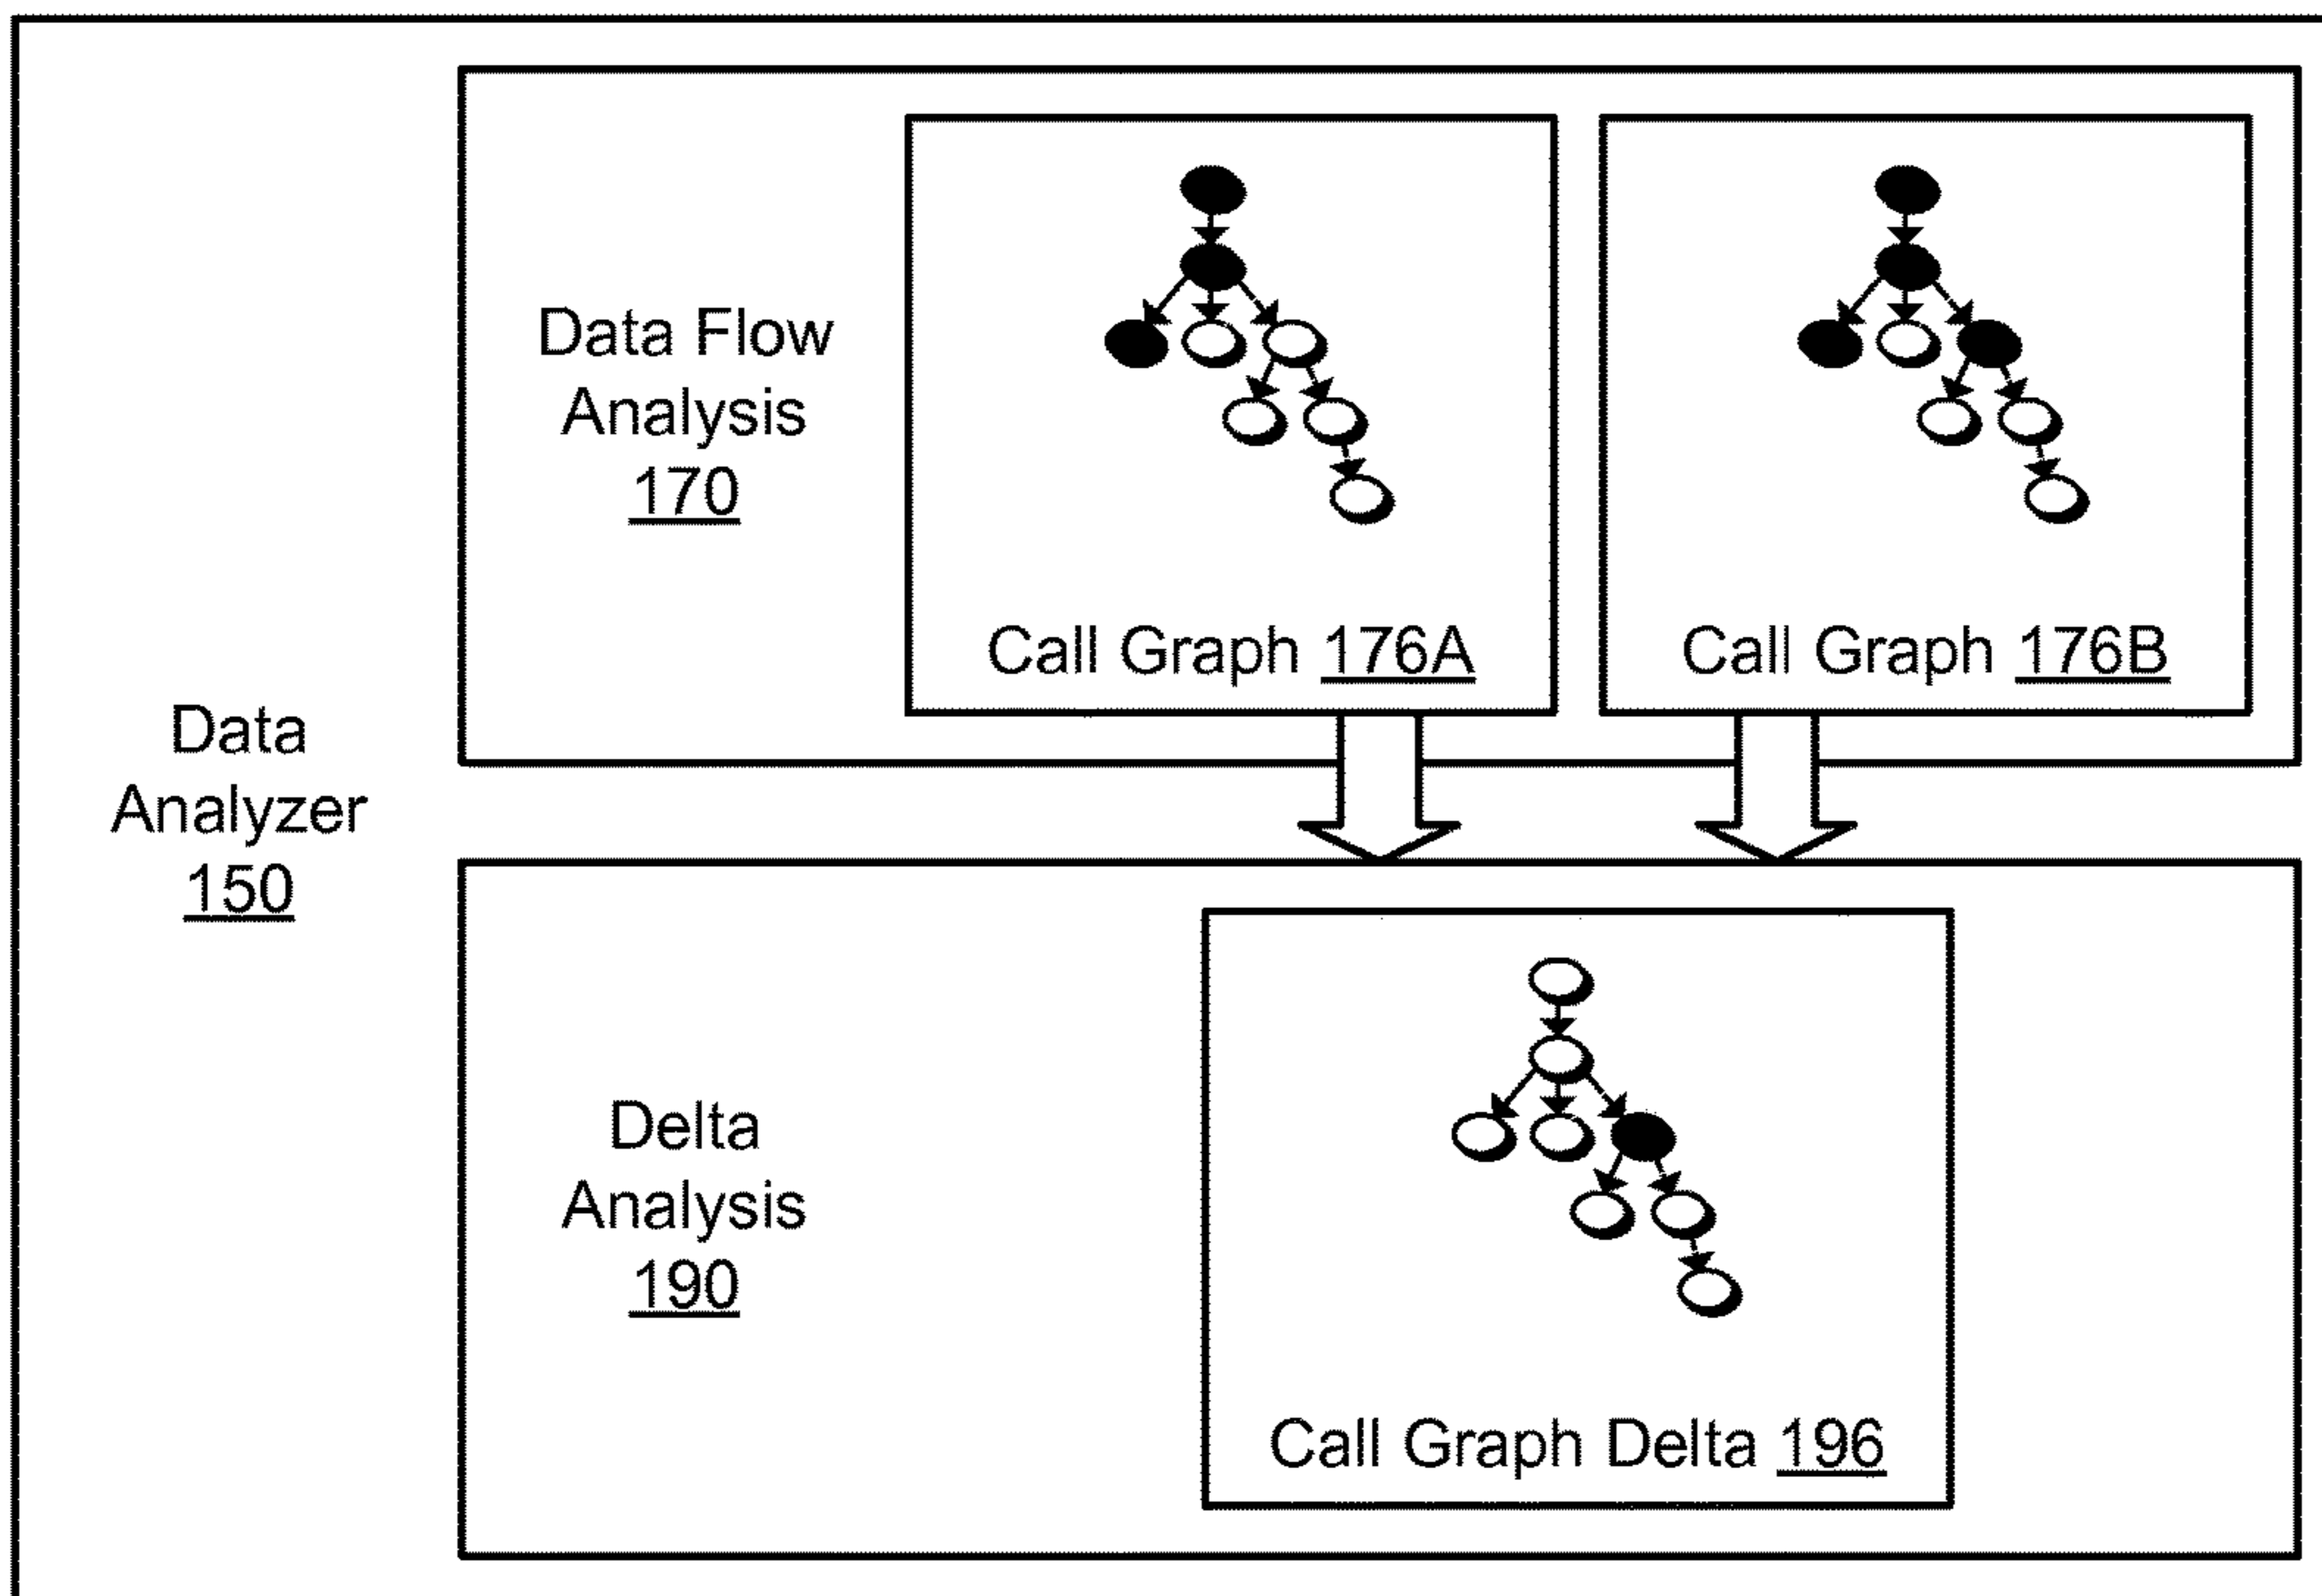 Data Flow
Analysis
170
Call Graph 176A
Call Graph 176B
Data
Analyzer
150
Delta
Analysis
190
Call Graph Delta 196